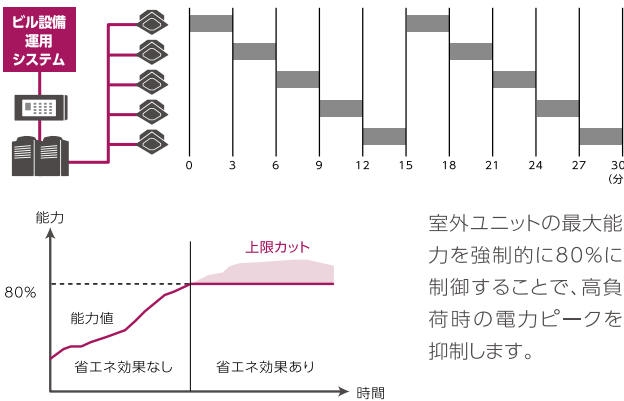 ビル設備
運用
システム
0 3 6 9 12 15 18 21 24 27 30
(分
能力
上限カット
80%
能力値
省エネ効果なし 省エネ効果あり
時間
室外ユニットの最大能
力を強制的に80%に
制御することで、高負
荷時の電力ピークを
抑制します。